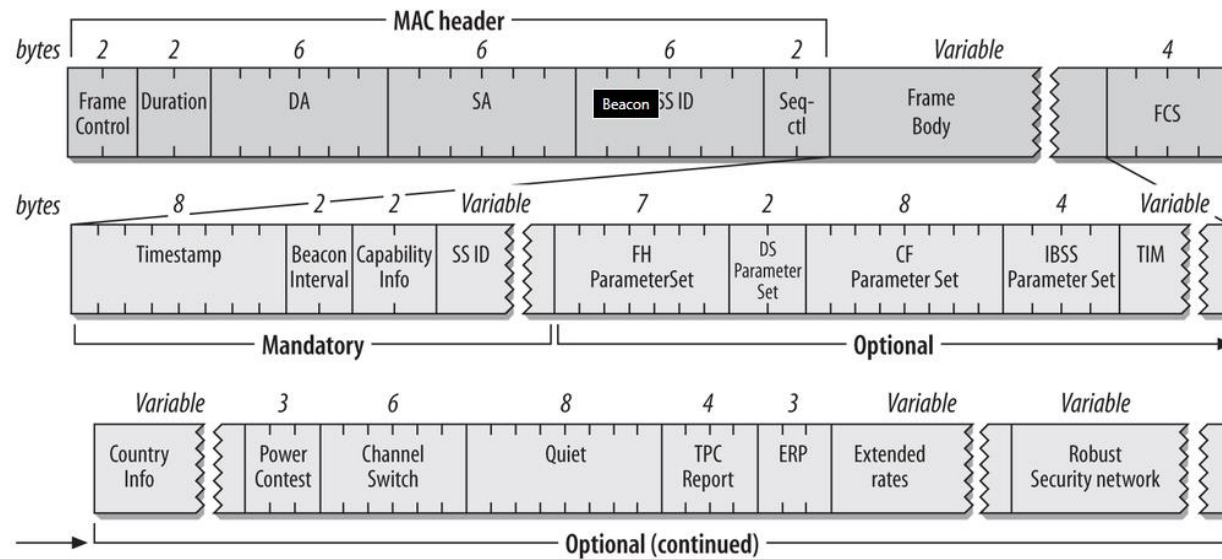 MAC header
bytes 2 2 6 6 6 2 Variable 4
Frame Control Duration DA SA Beacon SS ID Seq-ctl Frame Body FCS
bytes 8 2 2 Variable 7 2 8 4 Variable
Timestamp Beacon Interval Capability Info SS ID FH ParameterSet DS Parameter Set CF Parameter Set IBSS Parameter Set TIM
Mandatory Optional
Variable 3 6 8 4 3 Variable Variable
Country Info Power Contest Channel Switch Quiet TPC Report ERP Extended rates Robust Security network
Optional (continued)